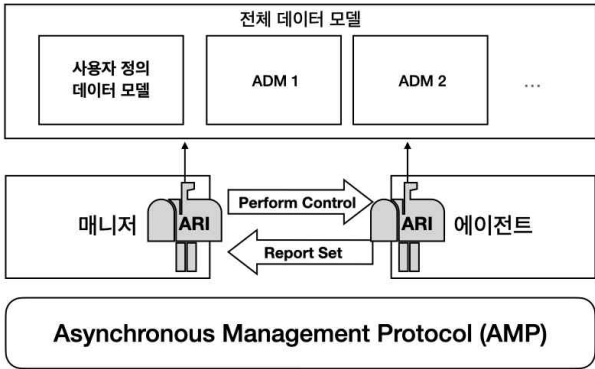 전체 데이터 모델
사용자 정의
데이터 모델
ADM 1
ADM 2
...
매니저
ARI
Perform Control
Report Set
ARI
에이전트
Asynchronous Management Protocol (AMP)